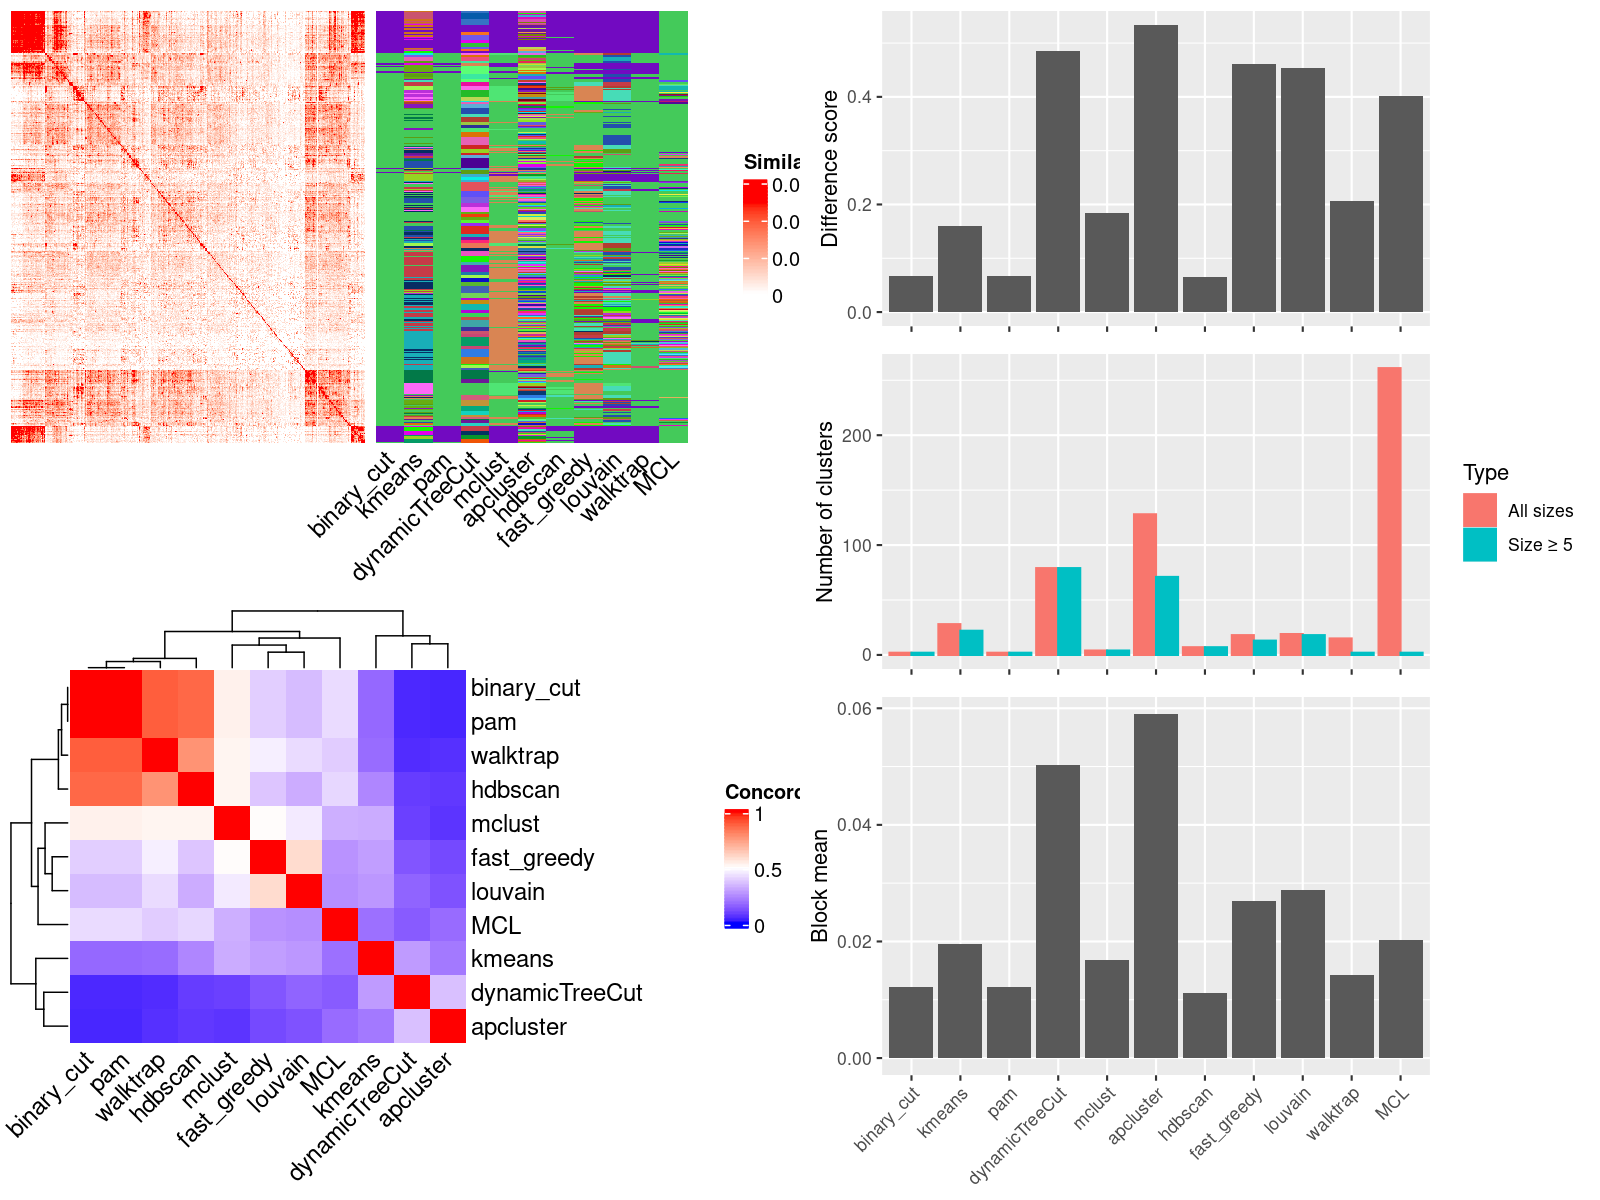 Simila
0.0
0.0
0.0
0
binary_cut
kmeans
pam
dynamicTreeCut
mclust
apcluster
hdbscan
fast_greedy
louvain
walktrap
MCL
binary_cut
pam
walktrap
hdbscan
mclust
fast_greedy
louvain
MCL
kmeans
dynamicTreeCut
apcluster
binary_cut
pam
walktrap
hdbscan
mclust
fast_greedy
louvain
MCL
kmeans
dynamicTreeCut
apcluster
Concord
1
0.5
0
Difference score
0.4
0.2
0.0
Number of clusters
200
100
0
Type
All sizes
Size ≥ 5
Block mean
0.06
0.04
0.02
0.00
binary_cut
kmeans
pam
dynamicTreeCut
mclust
apcluster
hdbscan
fast_greedy
louvain
walktrap
MCL